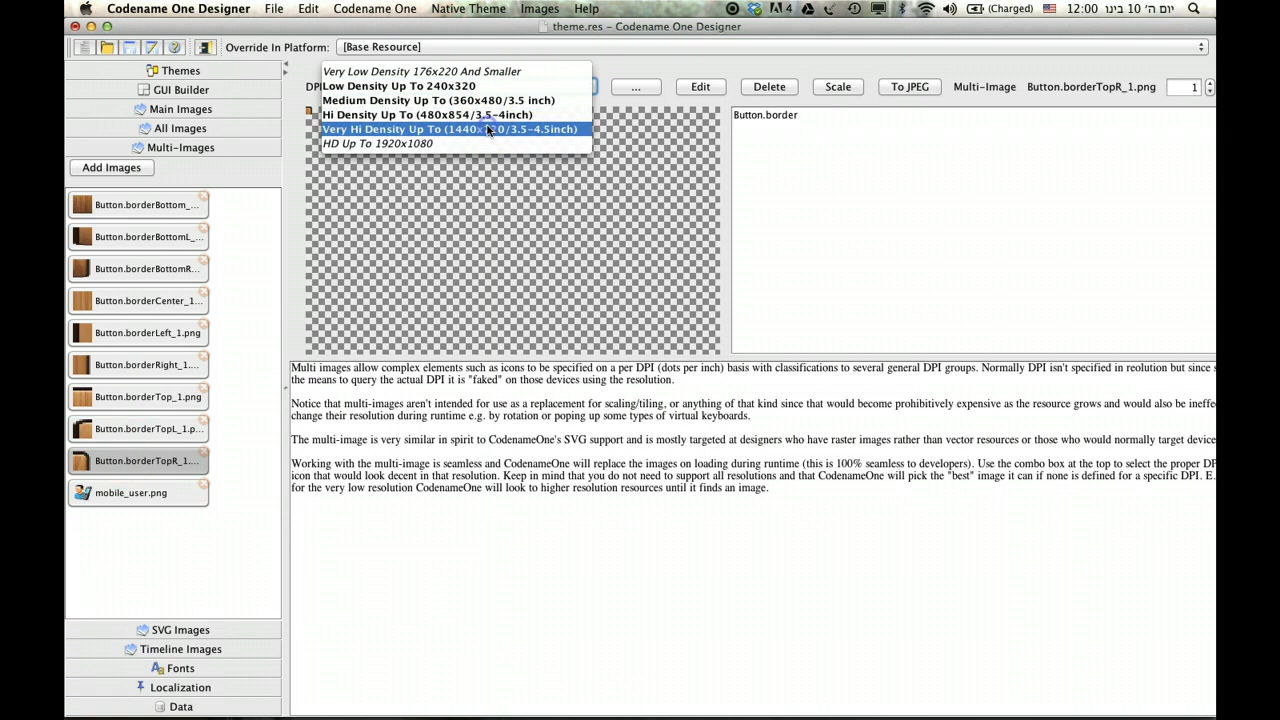 Codename One Designer File Edit Codename One Native Theme Images Help 4 (Charged) 12:00 יום ה׳ 10 בינו
theme.res – Codename One Designer
Override In Platform: [Base Resource]
Themes
GUI Builder
Main Images
All Images
Multi-Images
Add Images
Button.borderBottom_...
Button.borderBottomL_...
Button.borderBottomR...
Button.borderCenter_1...
Button.borderLeft_1.png
Button.borderRight_1....
Button.borderTop_1.png
Button.borderTopL_1.p...
Button.borderTopR_1....
mobile_user.png
SVG Images
Timeline Images
Fonts
Localization
Data
DPI
Very Low Density 176x220 And Smaller
Low Density Up To 240x320
Medium Density Up To (360x480/3.5 inch)
Hi Density Up To (480x854/3.5-4inch)
Very Hi Density Up To /3.5-4.5inch)
HD Up To 1920x1080
... Edit Delete Scale To JPEG Multi-Image Button.borderTopR_1.png 1
Button.border
Multi images allow complex elements such as icons to be specified on a per DPI (dots per inch) basis with classifications to several general DPI groups. Normally DPI isn't specified in reolution but since s
the means to query the actual DPI it is "faked" on those devices using the resolution.
Notice that multi-images aren't intended for use as a replacement for scaling/tiling, or anything of that kind since that would become prohibitively expensive as the resource grows and would also be ineffe
change their resolution during runtime e.g. by rotation or poping up some types of virtual keyboards.
The multi-image is very similar in spirit to CodenameOne's SVG support and is mostly targeted at designers who have raster images rather than vector resources or those who would normally target device
Working with the multi-image is seamless and CodenameOne will replace the images on loading during runtime (this is 100% seamless to developers). Use the combo box at the top to select the proper DP
icon that would look decent in that resolution. Keep in mind that you do not need to support all resolutions and that CodenameOne will pick the "best" image it can if none is defined for a specific DPI. E.
for the very low resolution CodenameOne will look to higher resolution resources until it finds an image.